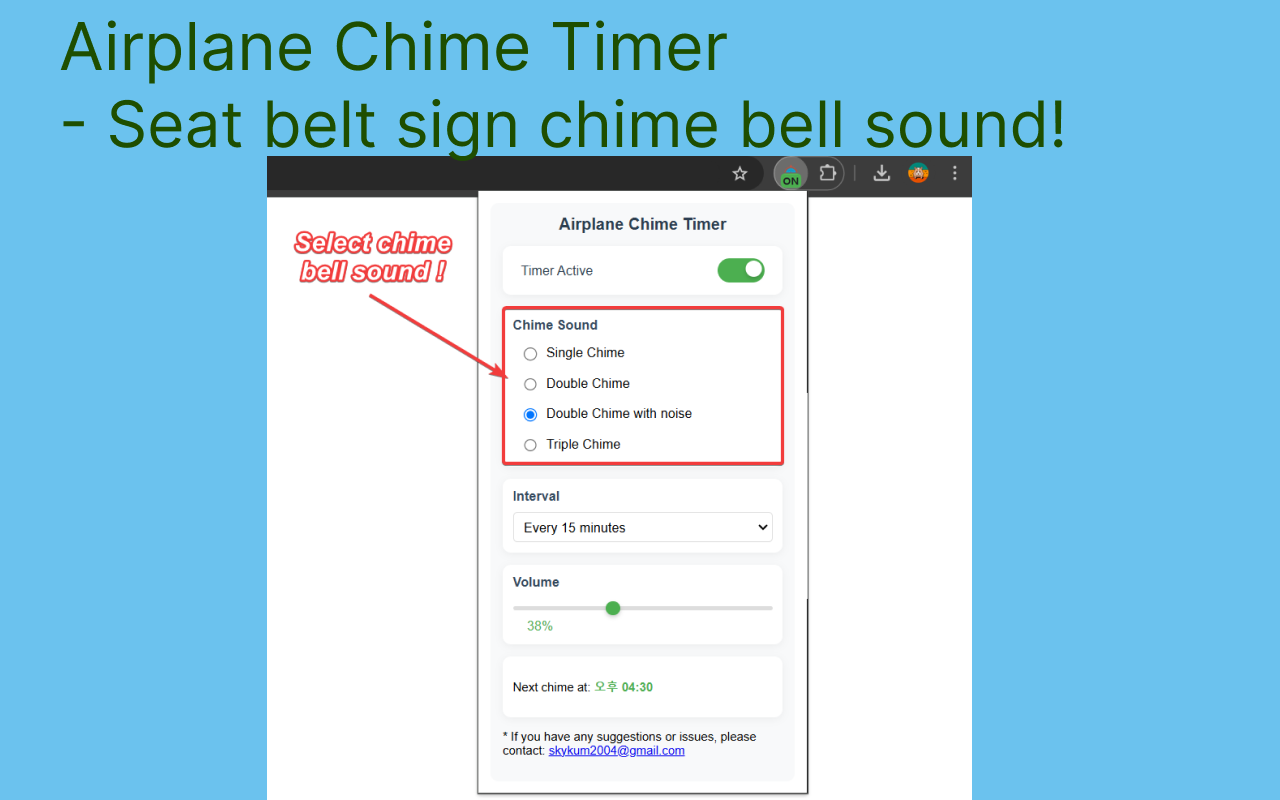 Airplane Chime Timer
- Seat belt sign chime bell sound!
ON
Select chime
bell sound !
Airplane Chime Timer
Timer Active
Chime Sound
Single Chime
Double Chime
Double Chime with noise
Triple Chime
Interval
Every 15 minutes
Volume
38%
Next chime at: 오후 04:30
* If you have any suggestions or issues, please
contact: skykum2004@gmail.com